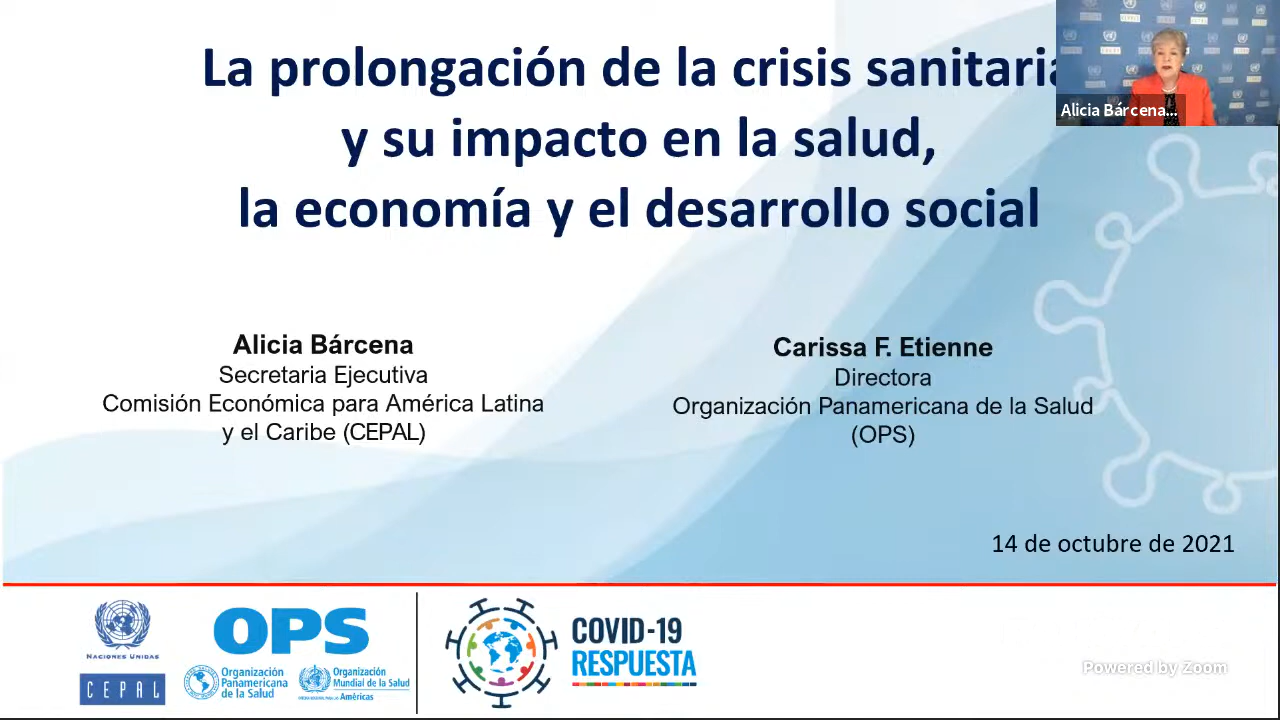 La prolongación de la crisis sanitaria
y su impacto en la salud,
la economía y el desarrollo social
Alicia Bárcena...
Alicia Bárcena
Secretaria Ejecutiva
Comisión Económica para América Latina
y el Caribe (CEPAL)
Carissa F. Etienne
Directora
Organización Panamericana de la Salud
(OPS)
14 de octubre de 2021
NACIONES UNIDAS
CEPAL
OPS
Organización
Panamericana
de la Salud
Organización
Mundial de la Salud
Américas
COVID-19
RESPUESTA
Powered by Zoom